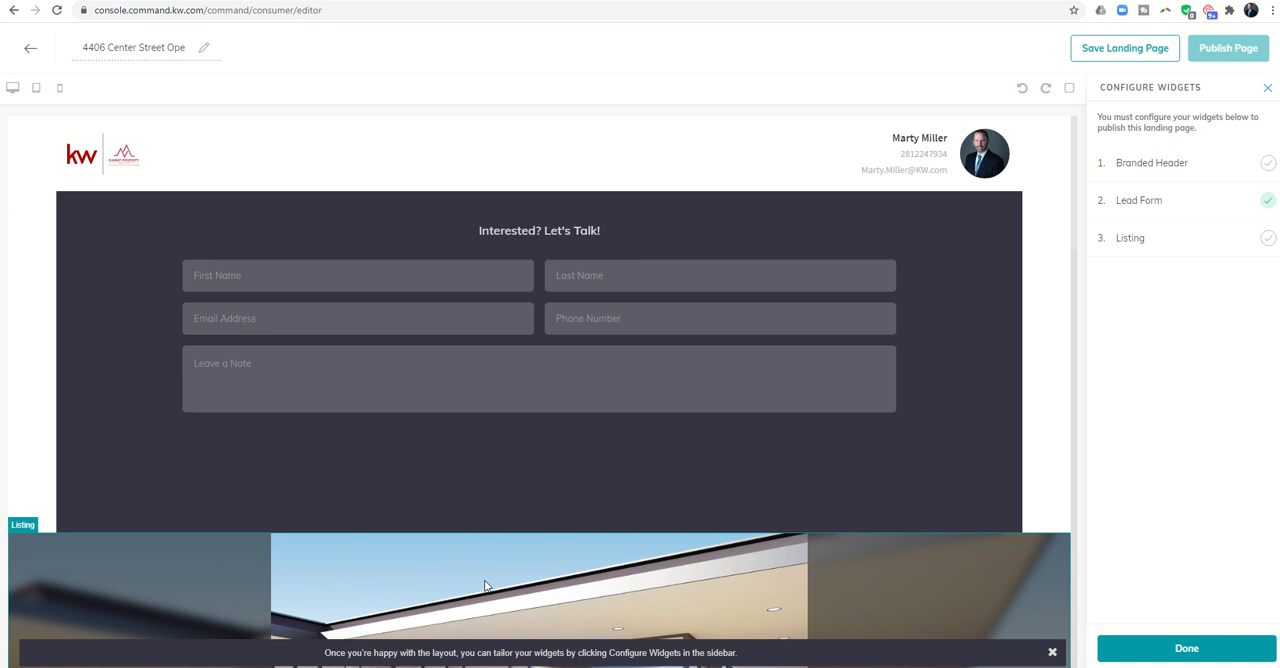 console.command.kw.com/command/consumer/editor
0
9+
4406 Center Street Ope
Save Landing Page
Publish Page
CONFIGURE WIDGETS
You must configure your widgets below to
publish this landing page.
1. Branded Header
2. Lead Form
3. Listing
kw
SUMMIT PROPERTY
Marty Miller
2812247934
Marty.Miller@KW.com
Interested? Let's Talk!
First Name
Last Name
Email Address
Phone Number
Leave a Note
Listing
Once you're happy with the layout, you can tailor your widgets by clicking Configure Widgets in the sidebar.
Done